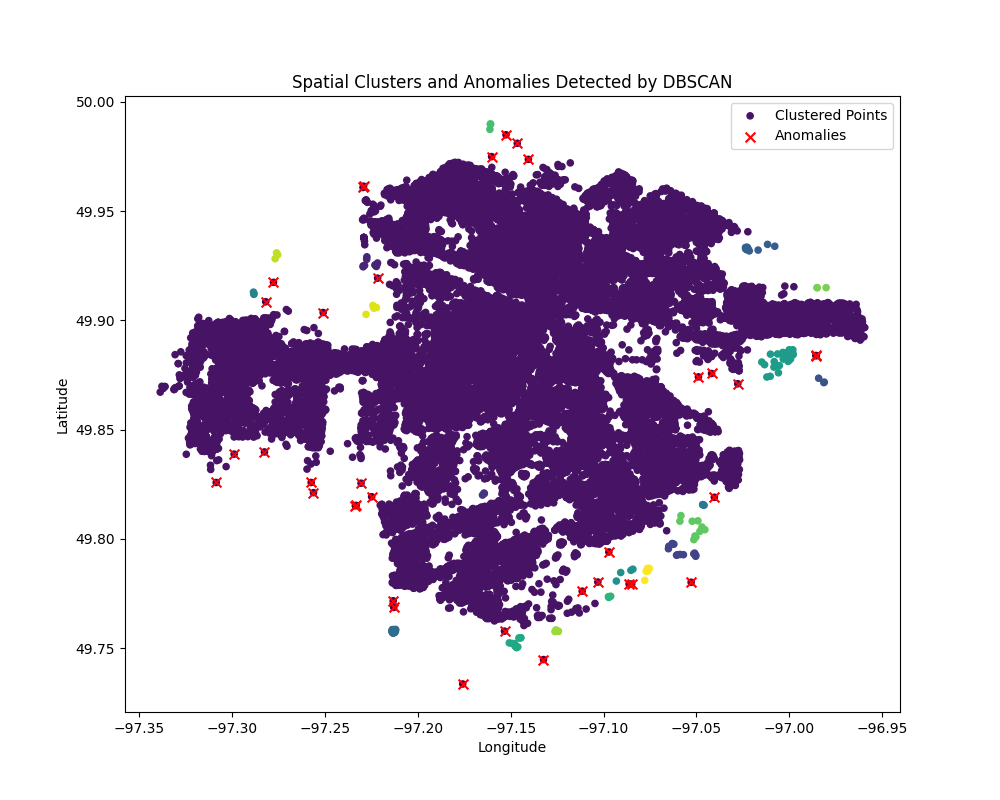 Spatial Clusters and Anomalies Detected by DBSCAN
50.00
49.95
49.90
49.85
49.80
49.75
Latitude
Clustered Points
Anomalies
−97.35 −97.30 −97.25 −97.20 −97.15 −97.10 −97.05 −97.00 −96.95
Longitude